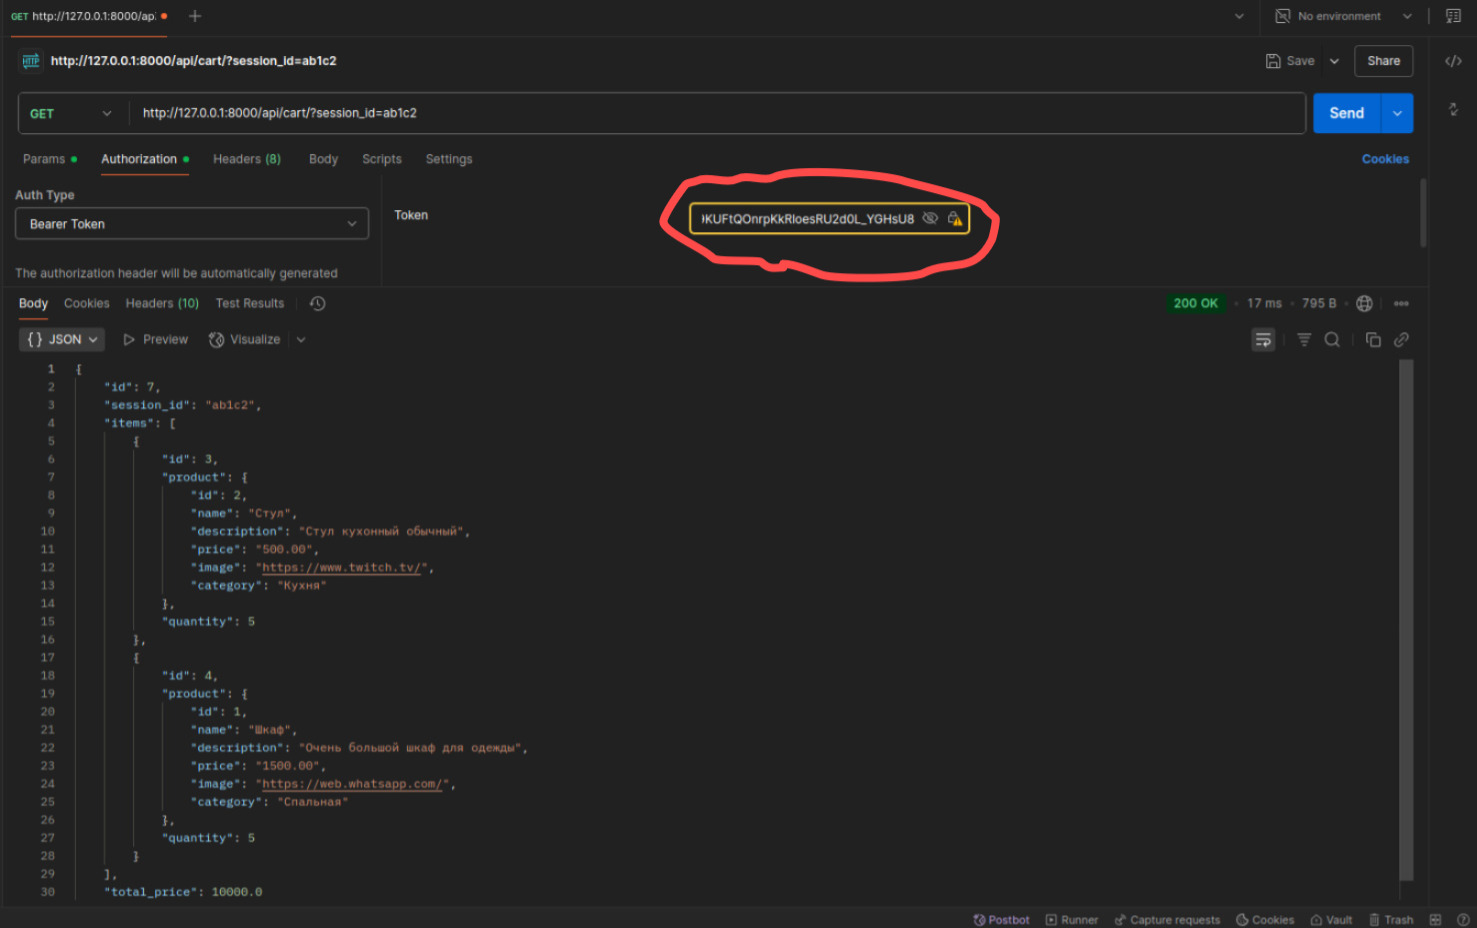 GET http://127.0.0.1:8000/ap
No environment
HTTP http://127.0.0.1:8000/api/cart/?session_id=ab1c2
Save Share
GET http://127.0.0.1:8000/api/cart/?session_id=ab1c2 Send
Params Authorization Headers (8) Body Scripts Settings Cookies
Auth Type
Bearer Token
The authorization header will be automatically generated
Token
KUFtQOnrpKkRloesRU2d0L_YGHsU8
Body Cookies Headers (10) Test Results 200 OK 17 ms 795 B
{} JSON Preview Visualize
1 {
2 "id": 7,
3 "session_id": "ab1c2",
4 "items": [
5 {
6 "id": 3,
7 "product": {
8 "id": 2,
9 "name": "Стул",
10 "description": "Стул кухонный обычный",
11 "price": "500.00",
12 "image": "https://www.twitch.tv/",
13 "category": "Кухня"
14 },
15 "quantity": 5
16 },
17 {
18 "id": 4,
19 "product": {
20 "id": 1,
21 "name": "Шкаф",
22 "description": "Очень большой шкаф для одежды",
23 "price": "1500.00",
24 "image": "https://web.whatsapp.com/",
25 "category": "Спальная"
26 },
27 "quantity": 5
28 }
29 ],
30 "total_price": 10000.0
Postbot Runner Capture requests Cookies Vault Trash